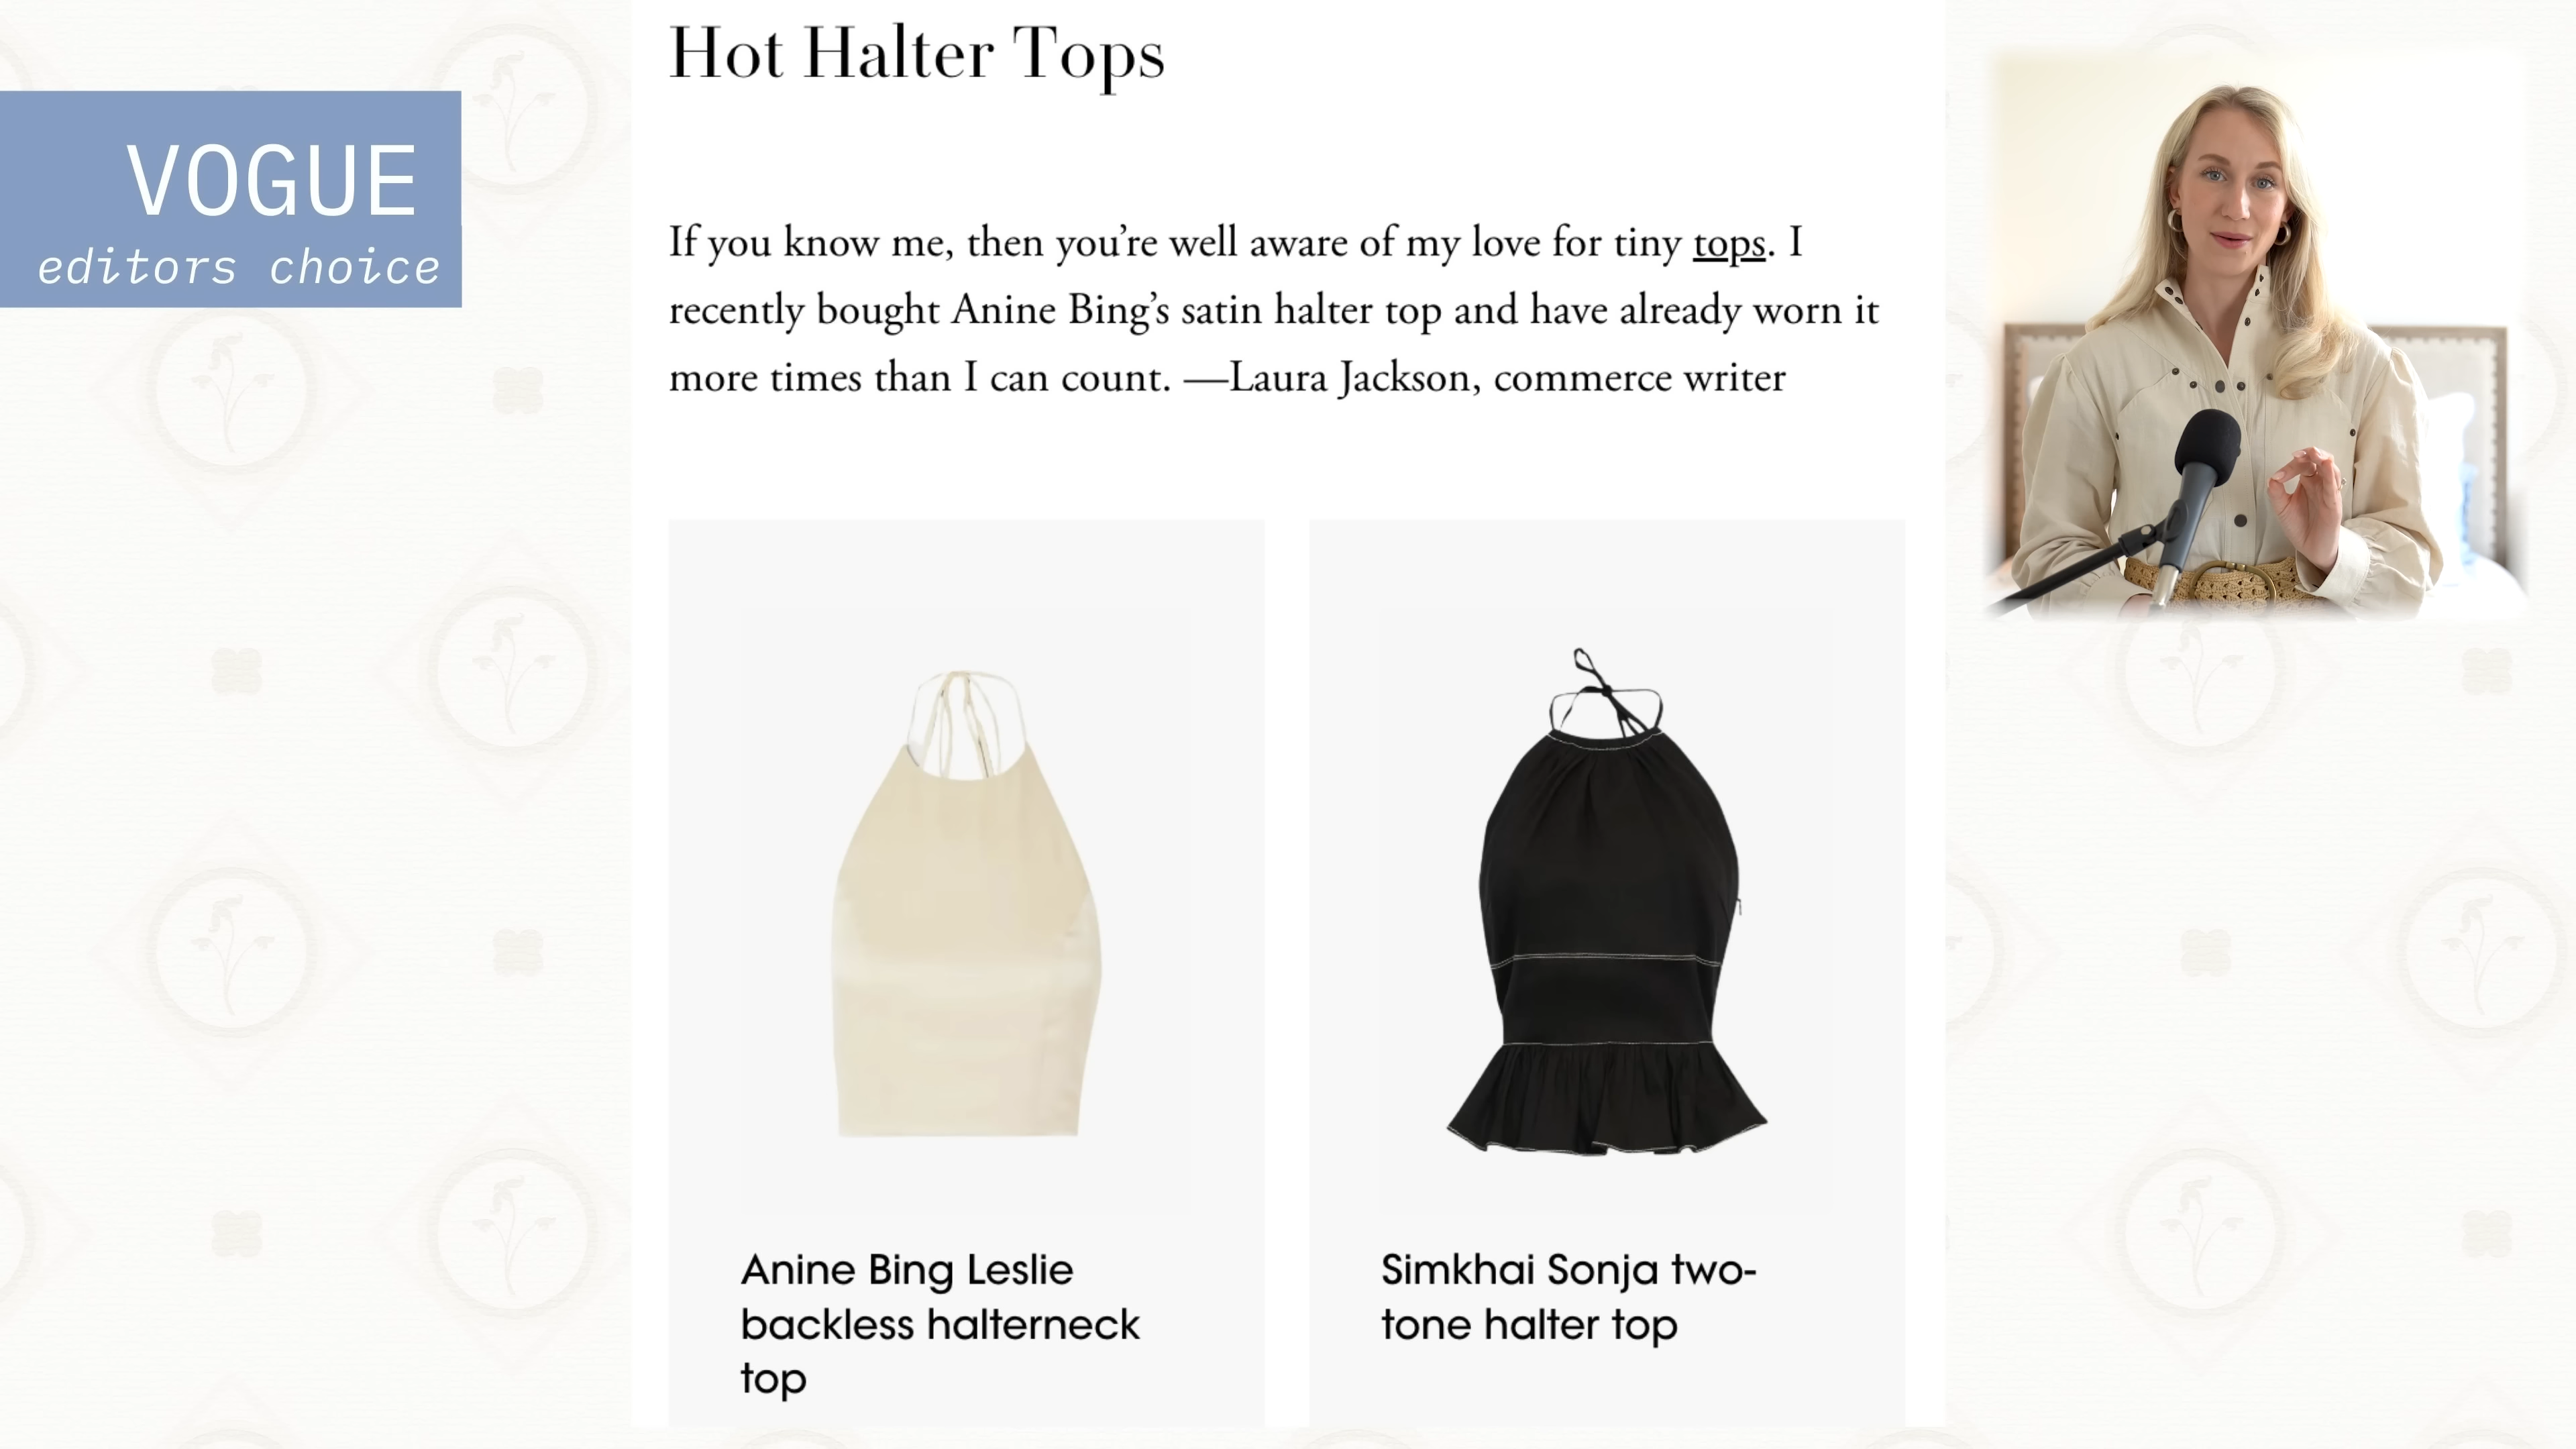 Hot Halter Tops
VOGUE
editors choice
If you know me, then you’re well aware of my love for tiny tops. I
recently bought Anine Bing’s satin halter top and have already worn it
more times than I can count. —Laura Jackson, commerce writer
Anine Bing Leslie
backless halterneck
top
Simkhai Sonja two-
tone halter top